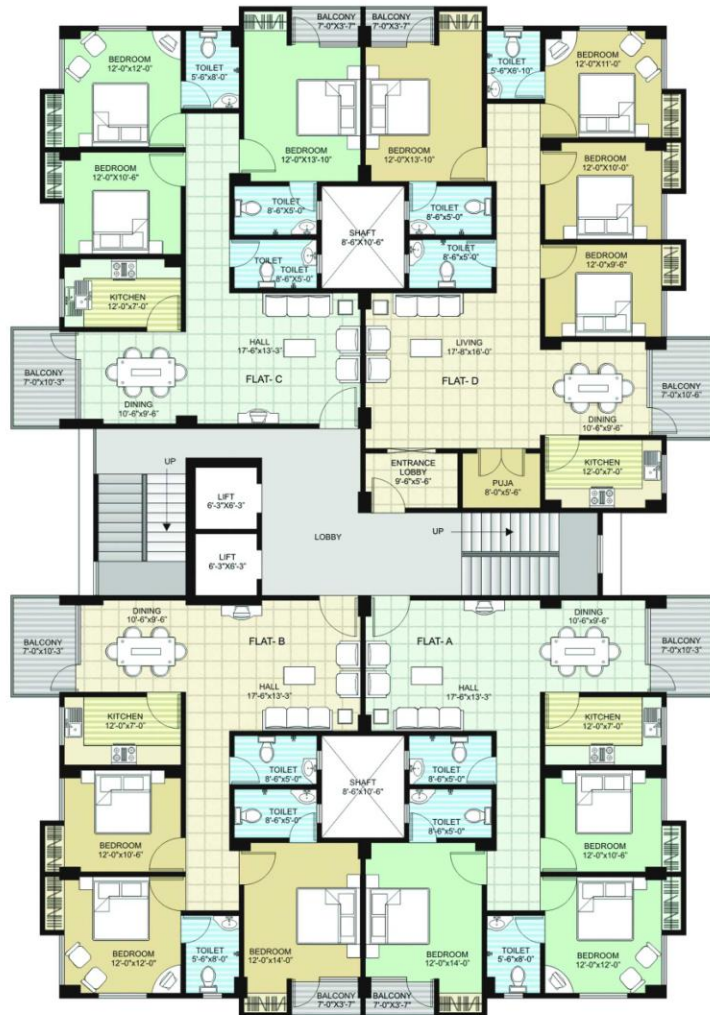 BALCONY
7'-0"X3'-7"
BALCONY
7'-0"X3'-7"
BEDROOM
12'-0"x12'-0"
TOILET
5'-6"x8'-0"
BEDROOM
12'-0"X13'-10"
BEDROOM
12'-0"X13'-10"
TOILET
5'-6"X6'-10"
BEDROOM
12'-0"X11'-0"
BEDROOM
12'-0"X10'-6"
BEDROOM
12'-0"X10'-0"
TOILET
8'-6"X5'-0"
SHAFT
8'-6"X10'-6"
TOILET
8'-6"x5'-0"
TOILET
TOILET
8'-6"X5'-0"
TOILET
8'-6"x5'-0"
BEDROOM
12'-0"x9'-6"
KITCHEN
12'-0"x7'-0"
HALL
17'-6"x13'-3"
FLAT- C
LIVING
17'-6"x16'-0"
FLAT- D
BALCONY
7'-0"x10'-3"
DINING
10'-6"x9'-6"
BALCONY
7'-0"x10'-6"
DINING
10'-6"x9'-6"
UP
ENTRANCE
LOBBY
9'-6"x5'-6"
PUJA
8'-0"x5'-6"
KITCHEN
12'-0"x7'-0"
LIFT
6'-3"X6'-3"
LOBBY
UP
LIFT
6'-3"X6'-3"
DINING
10'-6"x9'-6"
DINING
10'-6"x9'-6"
BALCONY
7'-0"x10'-3"
FLAT- B
FLAT- A
BALCONY
7'-0"x10'-3"
HALL
17'-6"x13'-3"
HALL
17'-6"x13'-3"
KITCHEN
12'-0"x7'-0"
KITCHEN
12'-0"x7'-0"
TOILET
8'-6"x5'-0"
SHAFT
8'-6"x10'-6"
TOILET
8'-6"x5'-0"
TOILET
8'-6"x5'-0"
TOILET
8'-6"x5'-0"
BEDROOM
12'-0"x10'-6"
BEDROOM
12'-0"x10'-6"
BEDROOM
12'-0"x12'-0"
TOILET
5'-6"x8'-0"
BEDROOM
12'-0"x14'-0"
BEDROOM
12'-0"x14'-0"
TOILET
5'-6"x8'-0"
BEDROOM
12'-0"x12'-0"
BALCONY
7'-0"X3'-7"
BALCONY
7'-0"X3'-7"